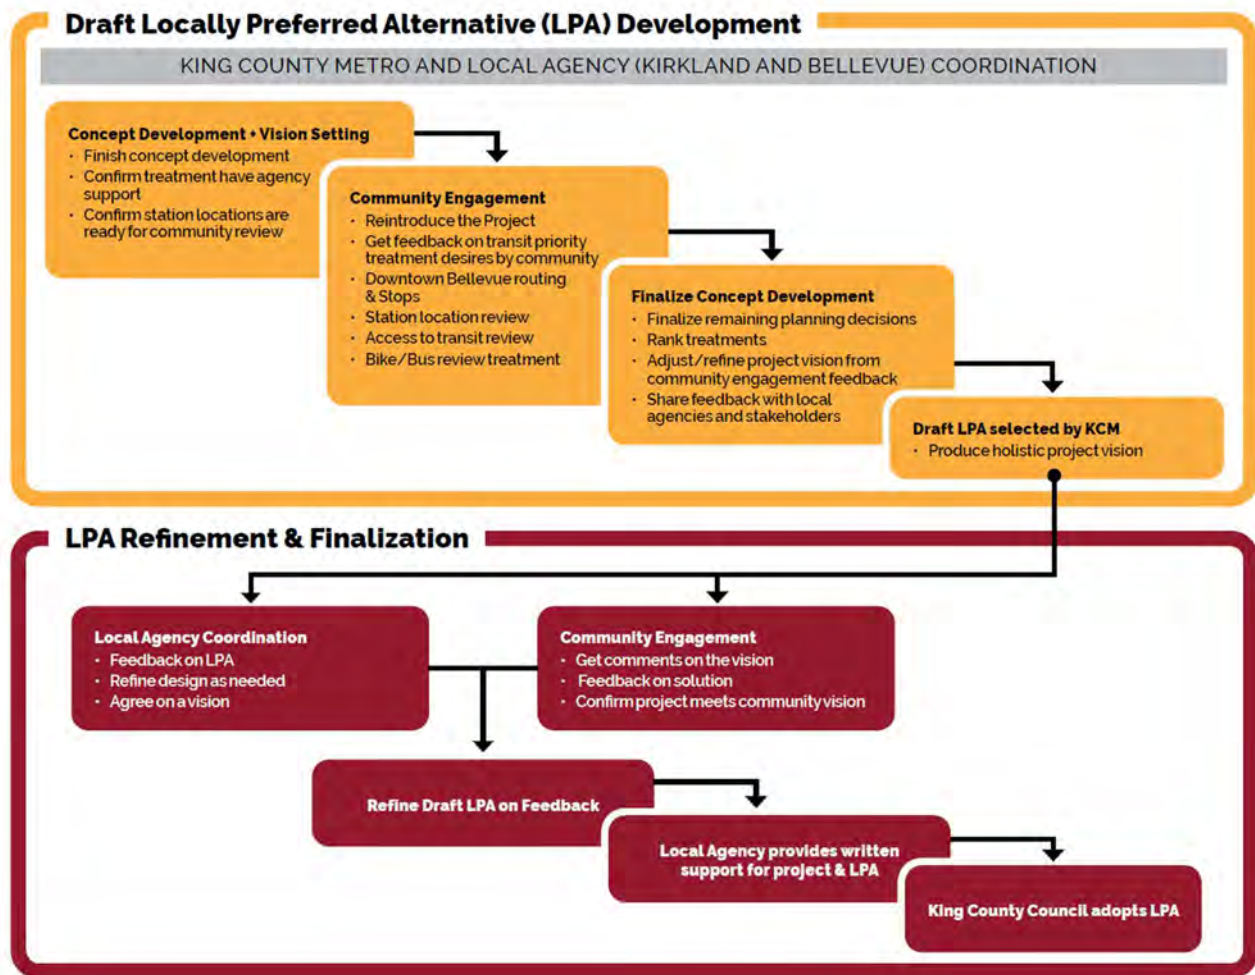 Draft Locally Preferred Alternative (LPA) Development
KING COUNTY METRO AND LOCAL AGENCY (KIRKLAND AND BELLEVUE) COORDINATION
Concept Development + Vision Setting
• Finish concept development
• Confirm treatment have agency
support
• Confirm station locations are
ready for community review
Community Engagement
• Reintroduce the Project
• Get feedback on transit priority
treatment desires by community
• Downtown Bellevue routing
& Stops
• Station location review
• Access to transit review
• Bike/Bus review treatment
Finalize Concept Development
• Finalize remaining planning decisions
• Rank treatments
• Adjust/refine project vision from
community engagement feedback
• Share feedback with local
agencies and stakeholders
Draft LPA selected by KCM
• Produce holistic project vision
LPA Refinement & Finalization
Local Agency Coordination
• Feedback on LPA
• Refine design as needed
• Agree on a vision
Community Engagement
• Get comments on the vision
• Feedback on solution
• Confirm project meets community vision
Refine Draft LPA on Feedback
Local Agency provides written
support for project & LPA
King County Council adopts LPA